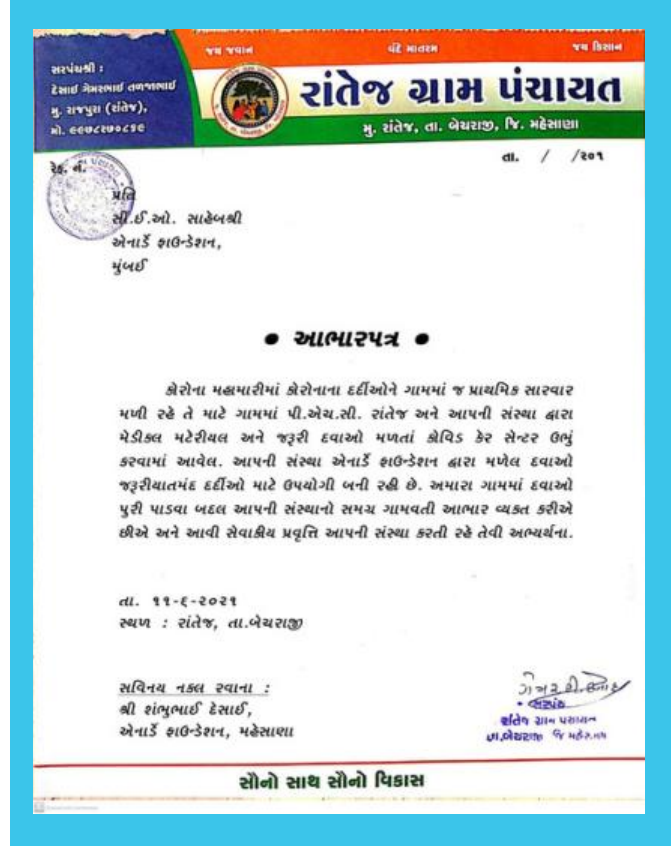 સરપંચશ્રી :
દેસાઈ ગેમરભાઈ તળજાભાઈ
મુ. રાજપુરા (રાંતેજ),
મો. ૯૯૭૮૨૭૦૮૬૯
જય જવાન
વંદે માતરમ
જય કિસાન
રાંતેજ ગ્રામ પંચાયત
મુ. રાંતેજ, તા. બેચરાજી, જિ. મહેસાણા
રેફ. નં.
તા. / /૨૦૧
પ્રતિ
સી.ઈ.ઓ. સાહેબશ્રી
એનાર્ડે ફાઉન્ડેશન,
મુંબઈ
• આભારપત્ર •
કોરોના મહામારીમાં કોરોનાના દર્દીઓને ગામમાં જ પ્રાથમિક સારવાર
મળી રહે તે માટે ગામમાં પી.એચ.સી. રાંતેજ અને આપની સંસ્થા દ્વારા
મેડીકલ મટેરીયલ અને જરૂરી દવાઓ મળતાં કોવિડ કેર સેન્ટર ઉભું
કરવામાં આવેલ. આપની સંસ્થા એનાર્ડે ફાઉન્ડેશન દ્વારા મળેલ દવાઓ
જરૂરીયાતમંદ દર્દીઓ માટે ઉપયોગી બની રહી છે. અમારા ગામમાં દવાઓ
પુરી પાડવા બદલ આપની સંસ્થાનો સમગ્ર ગામવતી આભાર વ્યક્ત કરીએ
છીએ અને આવી સેવાકીય પ્રવૃત્તિ આપની સંસ્થા કરતી રહે તેવી અભ્યર્થના.
તા. ૧૧-૬-૨૦૨૧
સ્થળ : રાંતેજ, તા.બેચરાજી
સવિનય નકલ રવાના :
શ્રી શંભુભાઈ દેસાઈ,
એનાર્ડે ફાઉન્ડેશન, મહેસાણા
સરપંચ
રાંતેજ ગ્રામ પંચાયત
તા.બેચરાજી જિ મહેસાણા
સૌનો સાથ સૌનો વિકાસ